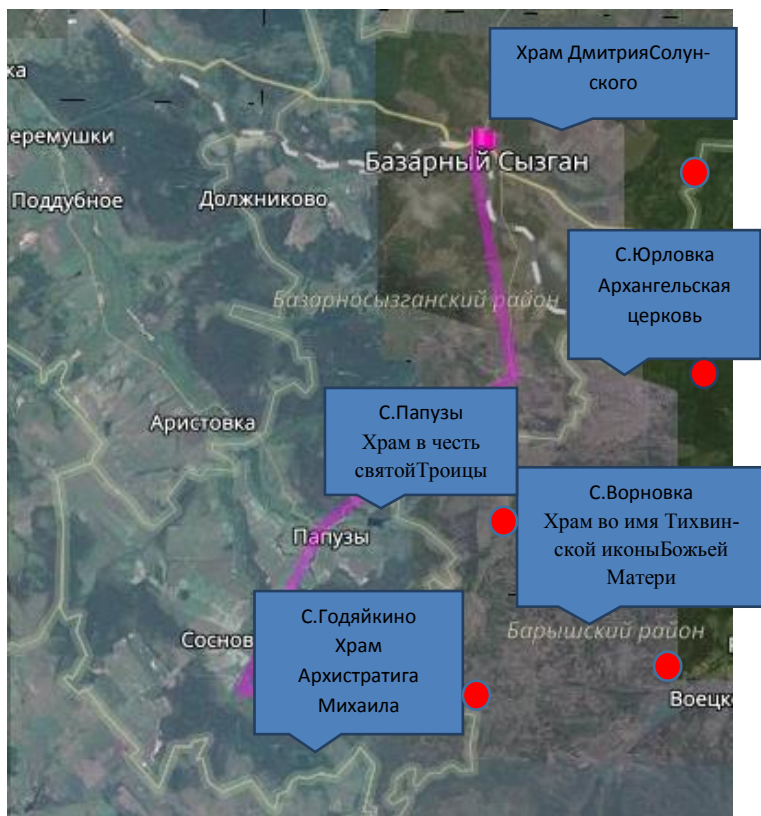 Храм ДмитрияСолун-
ского
ка
еремушки
Базарный Сызган
Поддубное
Должниково
С.Юрловка
Архангельская
церковь
Базарносызганский район
Аристовка
С.Папузы
Храм в честь
святойТроицы
Папузы
С.Ворновка
Храм во имя Тихвин-
ской иконыБожьей
Матери
С.Годяйкино
Храм
Архистратига
Михаила
Соснов
Барышский район
Воецк